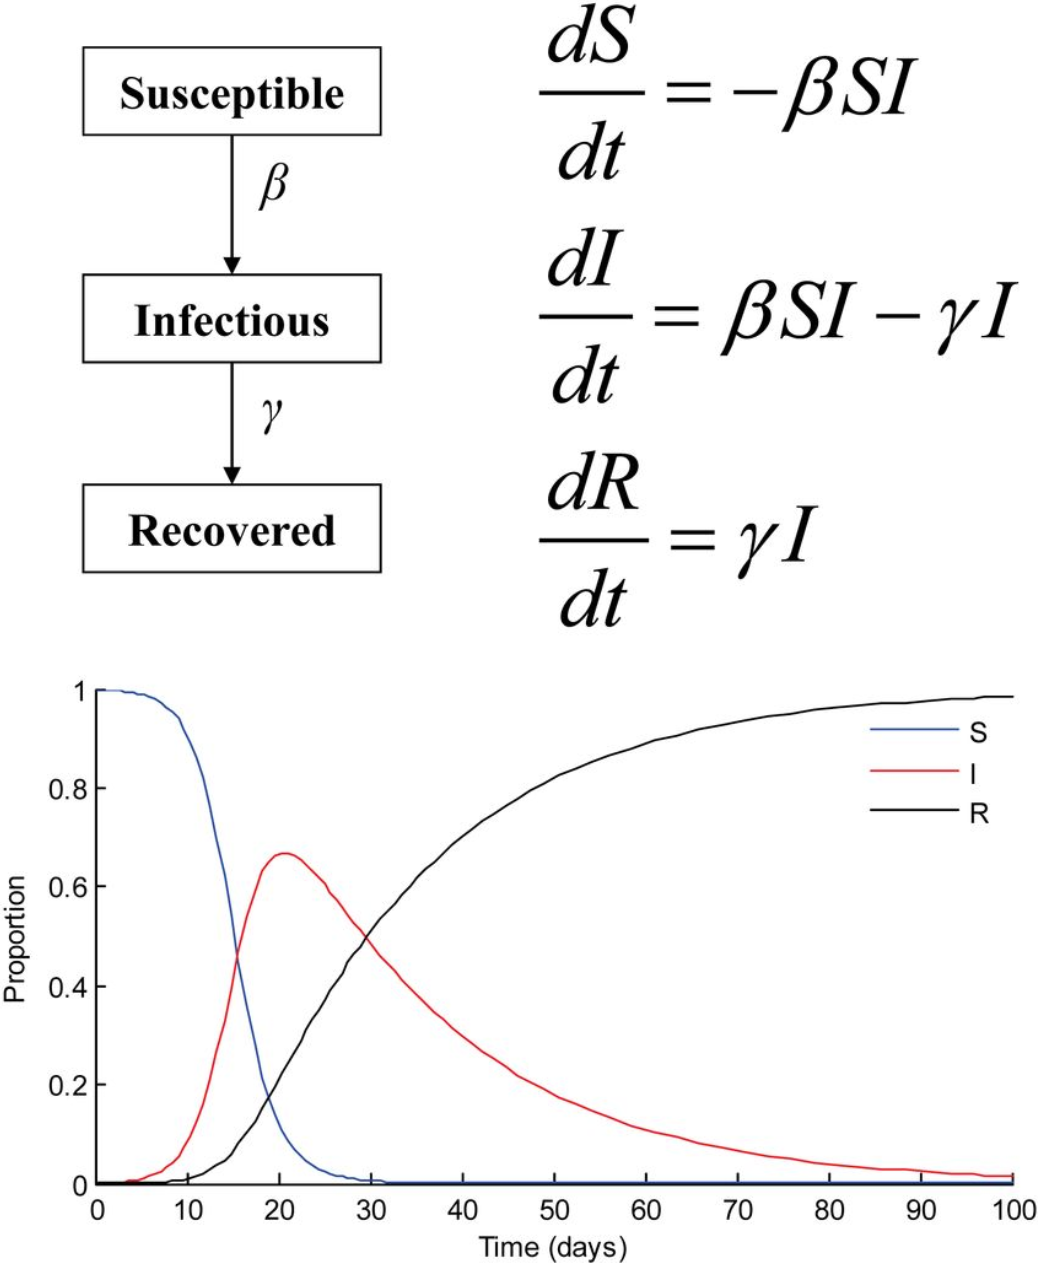 Susceptible
β
Infectious
γ
Recovered
dS/dt = −βSI
dI/dt = βSI − γI
dR/dt = γI
1
0.8
0.6
0.4
0.2
0
Proportion
S
I
R
0 10 20 30 40 50 60 70 80 90 100
Time (days)